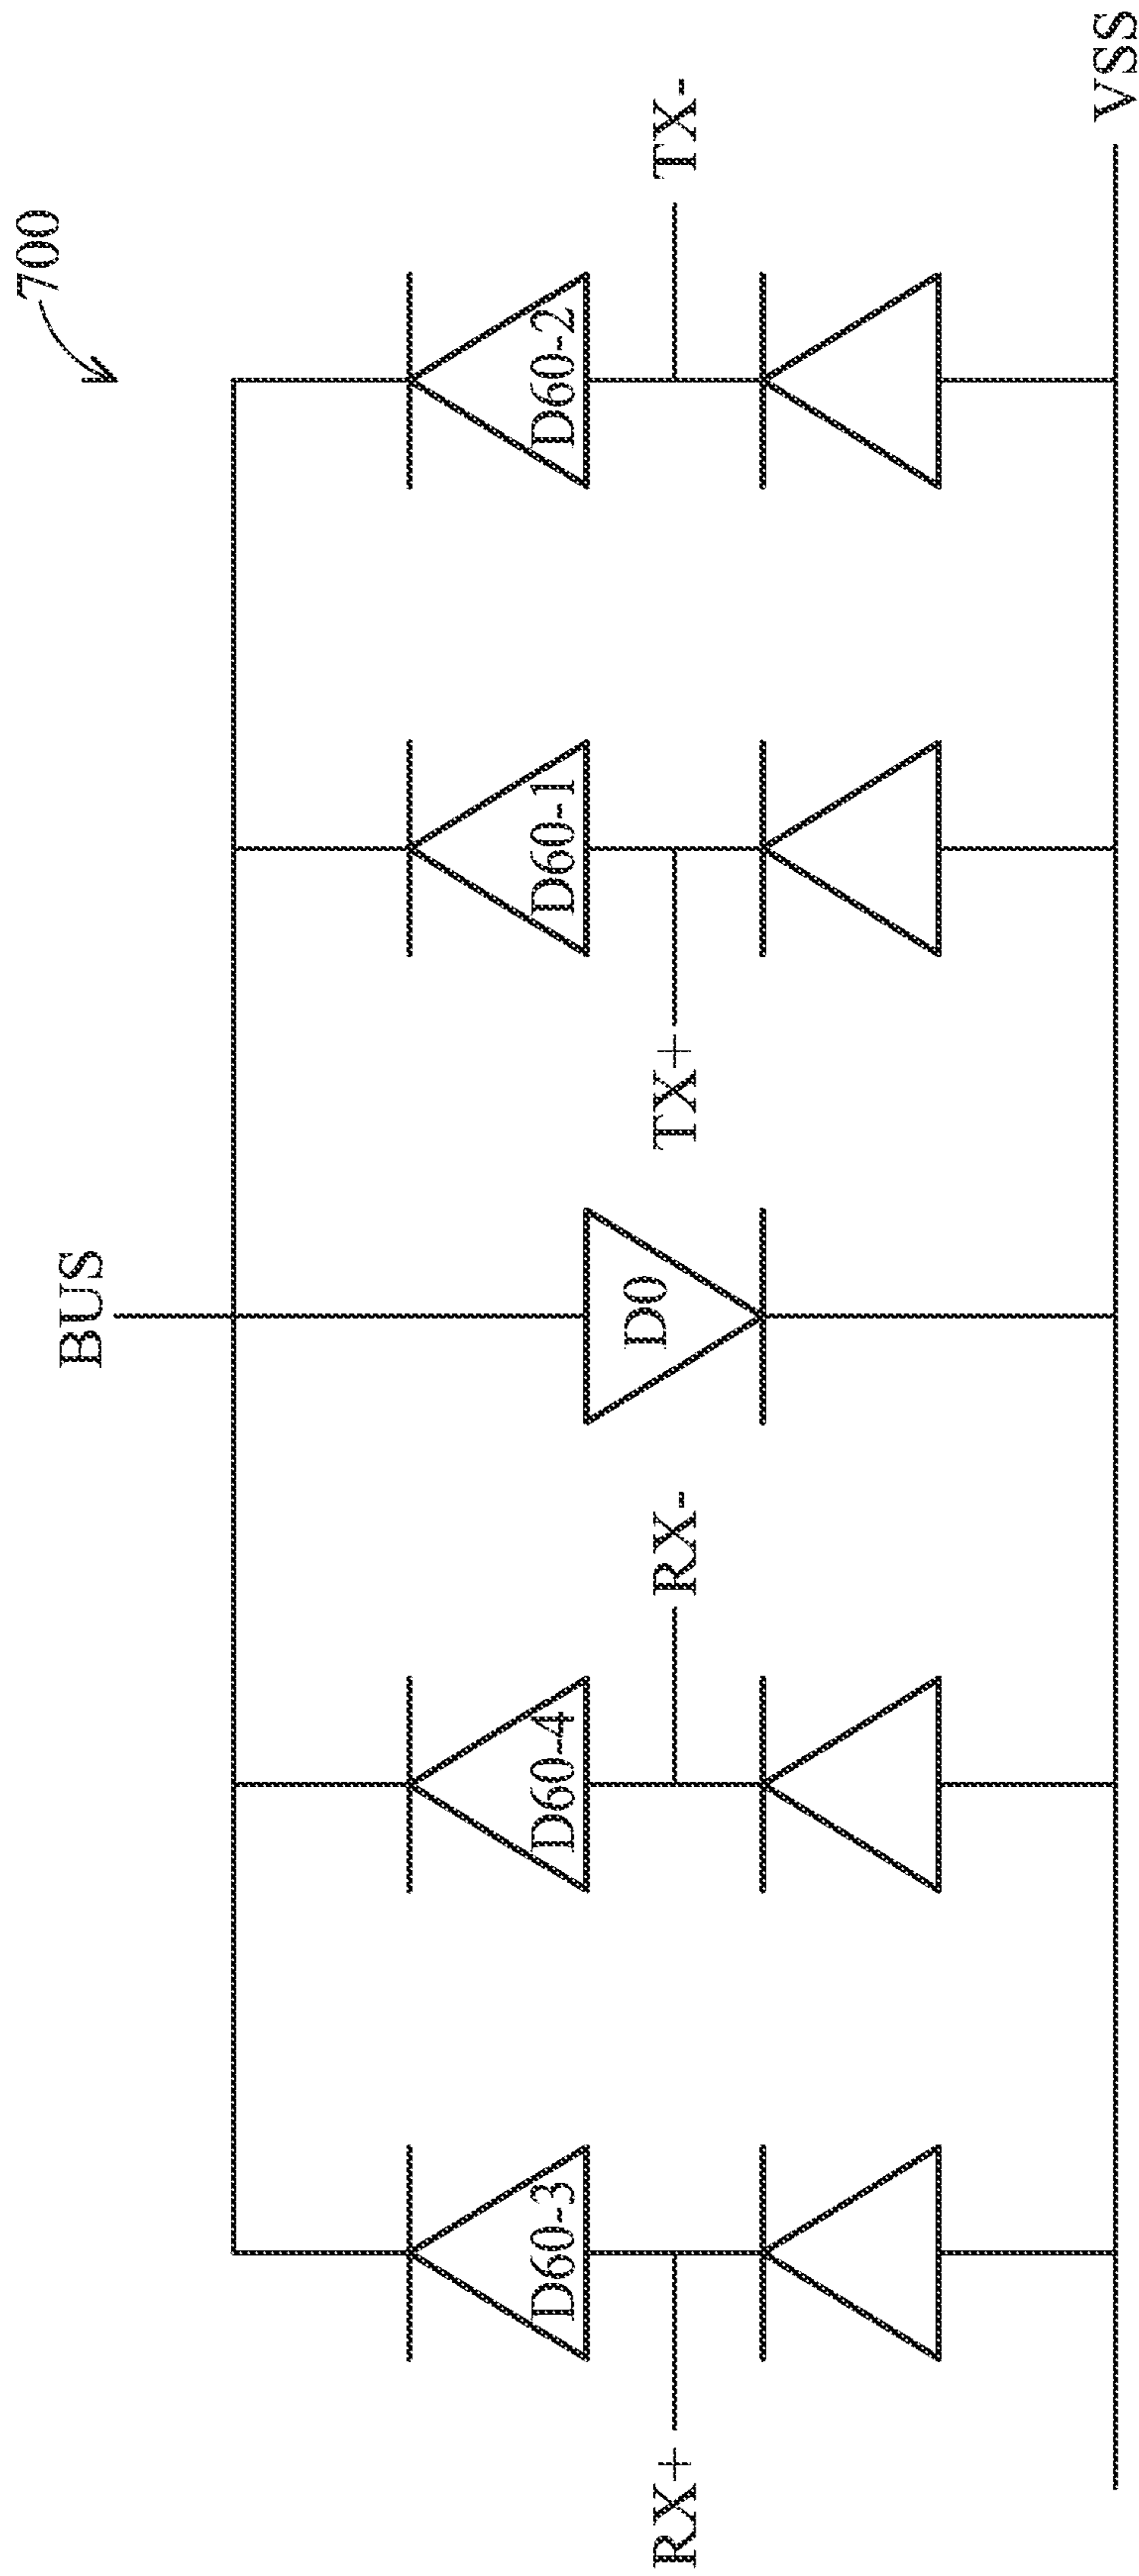 700
BUS
D60-3
D60-4
D60-1
D60-2
D0
RX+
RX-
TX+
TX-
VSS